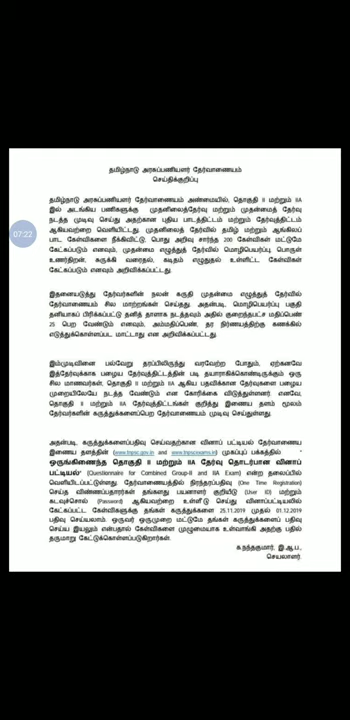 தமிழ்நாடு அரசுப்பணியாளர் தேர்வாணையம்
செய்திக்குறிப்பு
தமிழ்நாடு அரசுப்பணியாளர் தேர்வாணையம் அண்மையில், தொகுதி II மற்றும் IIA
இல் அடங்கிய பணிகளுக்கு முதனிலைத்தேர்வு மற்றும் முதன்மைத் தேர்வு
நடத்த முடிவு செய்து அதற்கான புதிய பாடத்திட்டம் மற்றும் தேர்வுத்திட்டம்
07:22
ஆகியவற்றை வெளியிட்டது. முதனிலைத் தேர்வில் தமிழ் மற்றும் ஆங்கிலப்
பாட கேள்விகளை நீக்கிவிட்டு, பொது அறிவு சார்ந்த 200 கேள்விகள் மட்டுமே
கேட்கப்படும் எனவும், முதன்மை எழுத்துத் தேர்வில் மொழிபெயர்ப்பு, பொருள்
உணர்திறன், சுருக்கி வரைதல், கடிதம் எழுதுதல் உள்ளிட்ட கேள்விகள்
கேட்கப்படும் எனவும் அறிவிக்கப்பட்டது.
இதனையடுத்து தேர்வர்களின் நலன் கருதி முதன்மை எழுத்துத் தேர்வில்
தேர்வாணையம் சில மாற்றங்கள் செய்தது. அதன்படி, மொழிபெயர்ப்பு பகுதி
தனியாகப் பிரிக்கப்பட்டு தனித் தாளாக நடத்தவும் அதில் குறைந்தபட்ச மதிப்பெண்
25 பெற வேண்டும் எனவும், அம்மதிப்பெண், தர நிர்ணயத்திற்கு கணக்கில்
எடுத்துக்கொள்ளப்பட மாட்டாது என அறிவிக்கப்பட்டது.
இம்முடிவினை பல்வேறு தரப்பிலிருந்து வரவேற்ற போதும், ஏற்கனவே
இத்தேர்வுக்காக பழைய தேர்வுத்திட்டத்தின் படி தயாராகிக்கொண்டிருக்கும் ஒரு
சில மாணவர்கள், தொகுதி II மற்றும் IIA ஆகிய பதவிக்கான தேர்வுகளை பழைய
முறையிலேயே நடத்த வேண்டும் என கோரிக்கை விடுத்துள்ளனர். எனவே,
தொகுதி II மற்றும் IIA தேர்வுத்திட்டங்கள் குறித்து இணைய தளம் மூலம்
தேர்வர்களின் கருத்துக்களைப்பெற தேர்வாணையம் முடிவு செய்துள்ளது.
அதன்படி, கருத்துக்களைப்பதிவு செய்வதற்கான வினாப் பட்டியல் தேர்வாணைய
இணைய தளத்தின் (www.tnpsc.gov.in and www.tnpscexams.in) முகப்புப் பக்கத்தில் "
ஒருங்கிணைந்த தொகுதி II மற்றும் IIA தேர்வு தொடர்பான வினாப்
பட்டியல்" (Questionnaire for Combined Group-II and IIA Exam) என்ற தலைப்பில்
வெளியிடப்பட்டுள்ளது. தேர்வாணையத்தில் நிரந்தரப்பதிவு (One Time Registration)
செய்த விண்ணப்பதாரர்கள் தங்களது பயனாளர் குறியீடு (User ID) மற்றும்
கடவுச்சொல் (Password) ஆகியவற்றை உள்ளீடு செய்து வினாப்பட்டியலில்
கேட்கப்பட்ட கேள்விகளுக்கு தங்கள் கருத்துக்களை 25.11.2019 முதல் 01.12.2019
பதிவு செய்யலாம். ஒருவர் ஒருமுறை மட்டுமே தங்கள் கருத்துக்களைப் பதிவு
செய்ய இயலும் என்பதால் கேள்விகளை முழுமையாக உள்வாங்கி அதற்கு பதில்
தருமாறு கேட்டுக்கொள்ளப்படுகிறார்கள்.
க.நந்தகுமார், இ.ஆ.ப.,
செயலாளர்.